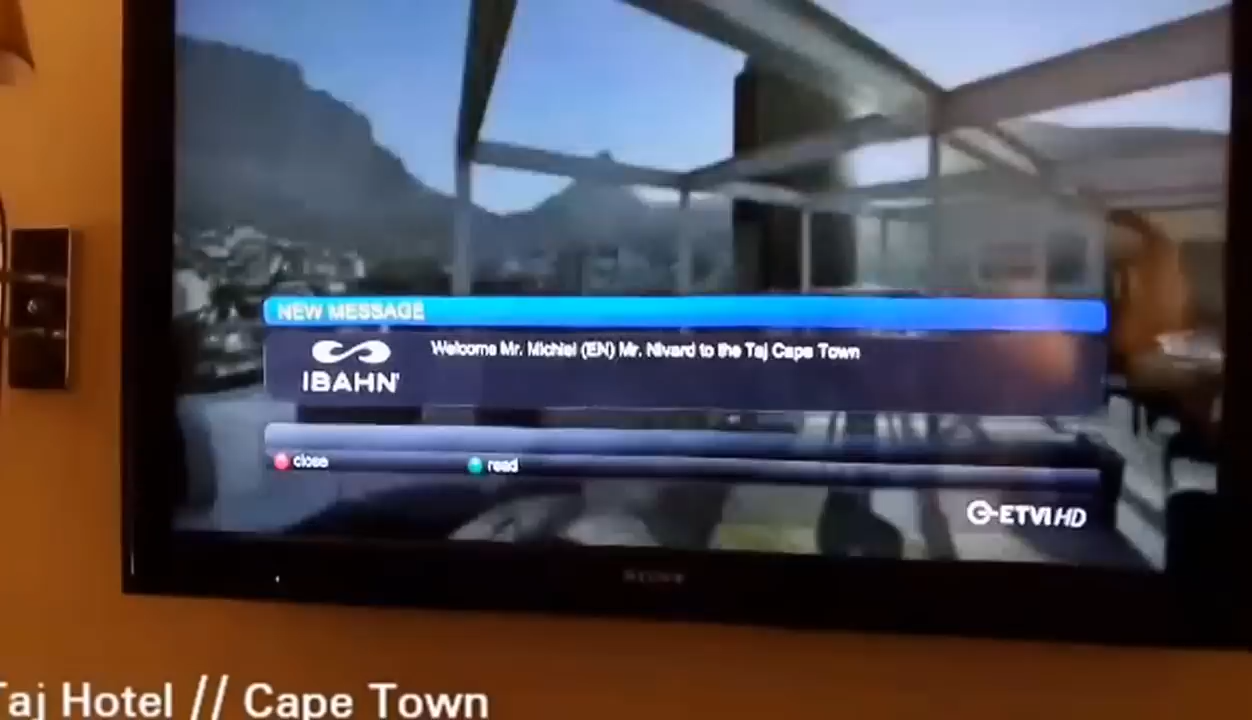 NEW MESSAGE
IBAHN
Welcome Mr. Michiel (EN) Mr. Nivard to the Taj Cape Town
close
read
ETVI HD
SONY
Taj Hotel // Cape Town